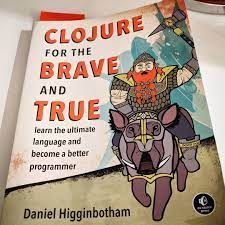 CLOJURE
FOR THE
BRAVE
AND
TRUE
learn the ultimate
language and
become a better
programmer
Daniel Higginbotham